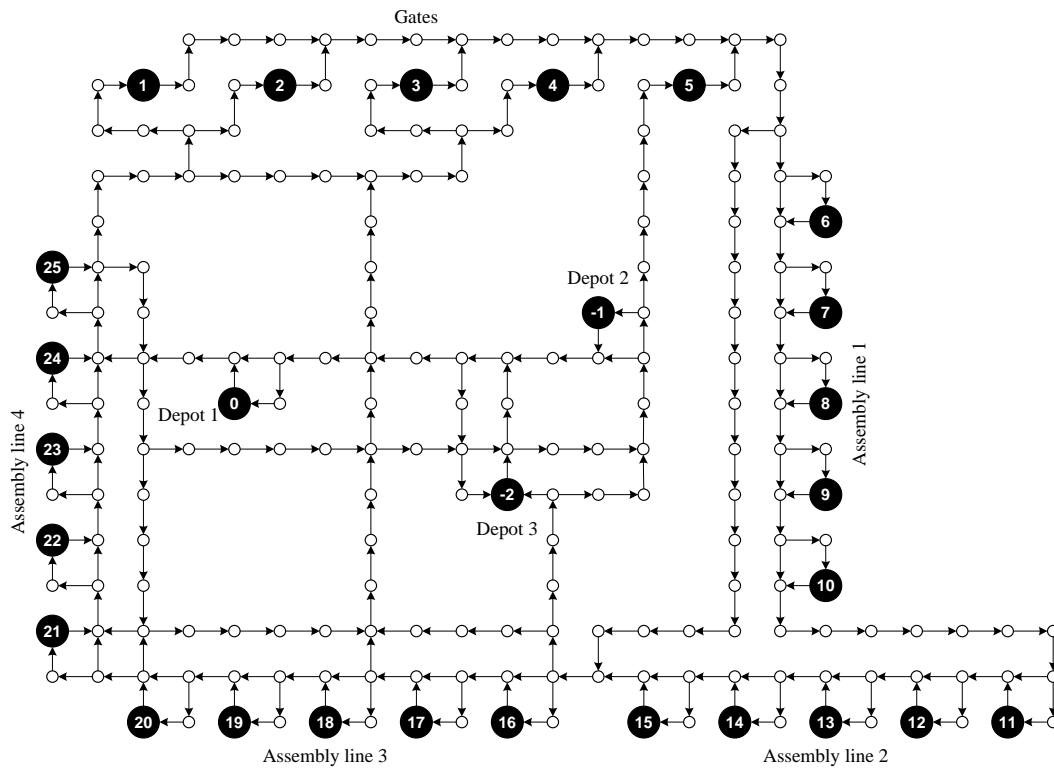 Gates
1 2 3 4 5
6
25
Depot 2
-1
7
24
Depot 1
0
8
Assembly line 4
Assembly line 1
23
-2
9
Depot 3
22
10
21
20 19 18 17 16 15 14 13 12 11
Assembly line 3
Assembly line 2